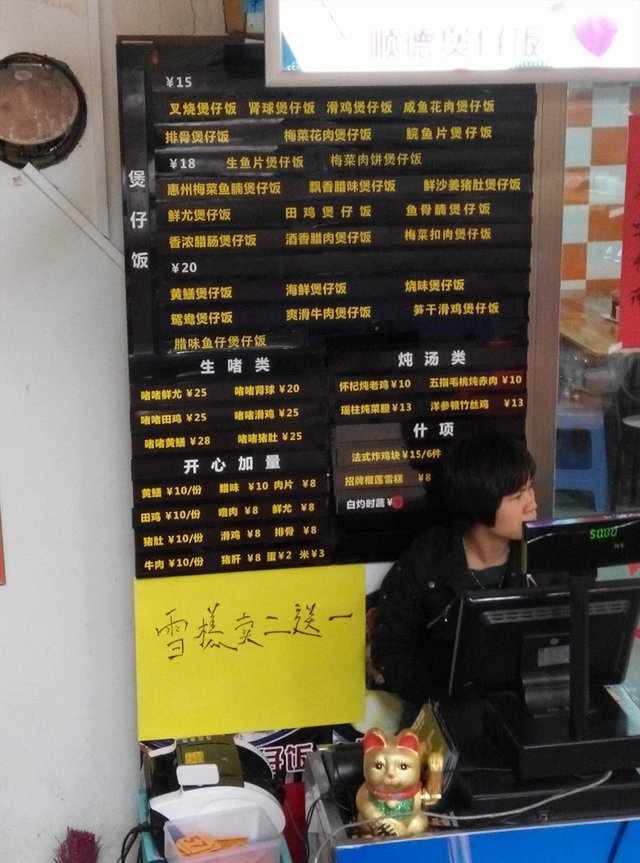 顺德煲仔饭
煲仔饭
¥15
叉烧煲仔饭 肾球煲仔饭 滑鸡煲仔饭 咸鱼花肉煲仔饭
排骨煲仔饭 梅菜花肉煲仔饭 鲩鱼片煲仔饭
¥18 生鱼片煲仔饭 梅菜肉饼煲仔饭
惠州梅菜鱼腩煲仔饭 飘香腊味煲仔饭 鲜沙姜猪肚煲仔饭
鲜尤煲仔饭 田鸡煲仔饭 鱼骨腩煲仔饭
香浓腊肠煲仔饭 酒香腊肉煲仔饭 梅菜扣肉煲仔饭
¥20
黄鳝煲仔饭 海鲜煲仔饭 烧味煲仔饭
鸳鸯煲仔饭 爽滑牛肉煲仔饭 笋干滑鸡煲仔饭
腊味鱼仔煲仔饭
生啫类
啫啫鲜尤 ¥25 啫啫肾球 ¥20
啫啫田鸡 ¥25 啫啫滑鸡 ¥25
啫啫黄鳝 ¥28 啫啫猪肚 ¥25
开心加量
黄鳝 ¥10/份 腊味 ¥10 肉片 ¥8
田鸡 ¥10/份 噜肉 ¥8 鲜尤 ¥8
猪肚 ¥10/份 滑鸡 ¥8 排骨 ¥8
牛肉 ¥10/份 猪肝 ¥8 蛋¥2 米¥3
炖汤类
怀杞炖老鸡 ¥10 五指毛桃炖赤肉 ¥10
瑶柱炖菜胆 ¥13 洋参顿竹丝鸡 ¥13
什项
法式炸鸡块 ¥15/6件
招牌榴莲雪糕 ¥8
白灼时蔬 ¥
雪糕卖二送一
仔饭
50.00